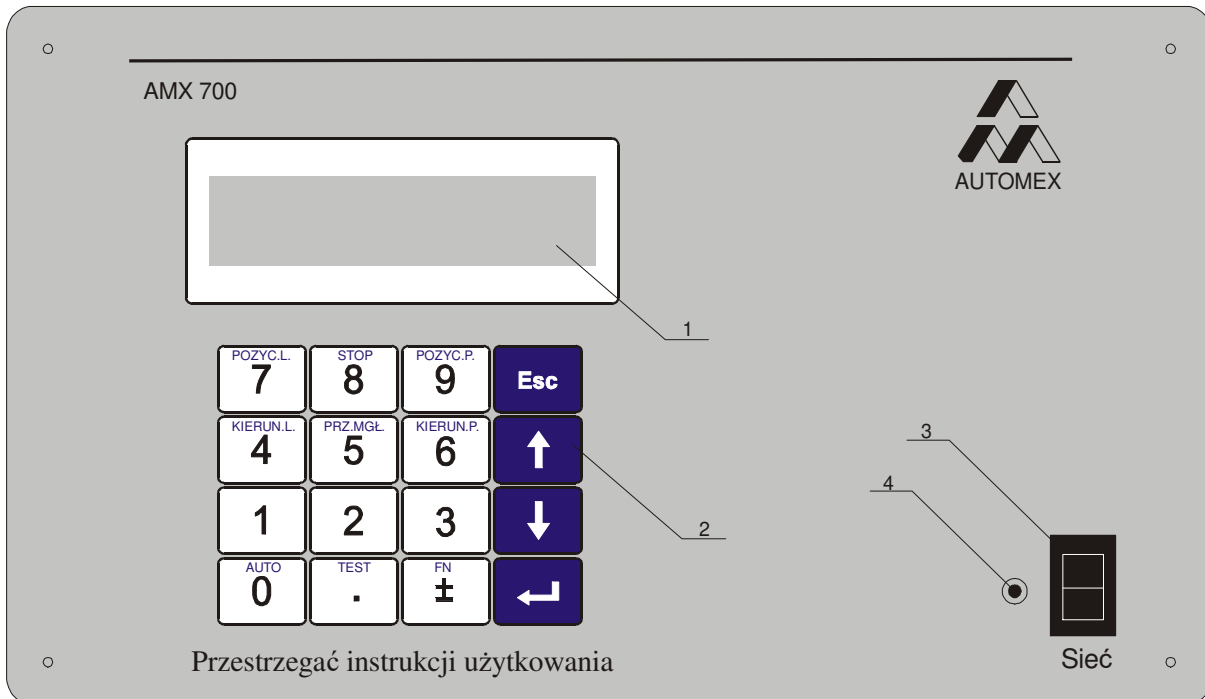 AMX 700
AUTOMEX
1
POZYC.L. STOP POZYC.P.
7 8 9 Esc
KIERUN.L. PRZ.MGŁ. KIERUN.P.
4 5 6 ↑
3
4
1 2 3 ↓
2
AUTO TEST FN
0 . ± ↵
Przestrzegać instrukcji użytkowania
Sieć